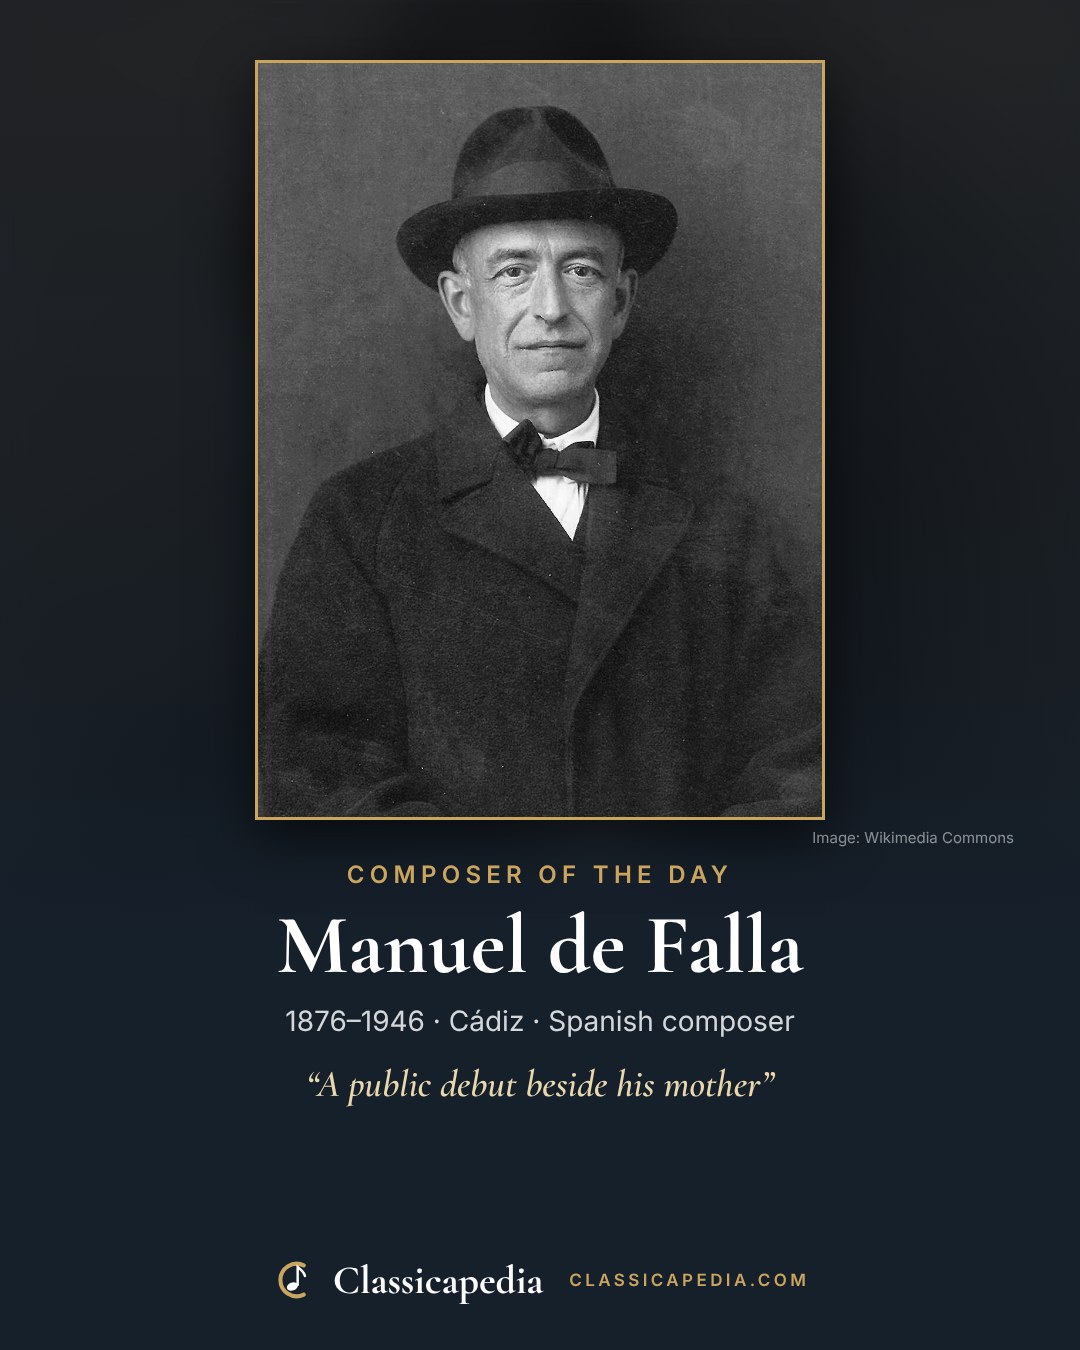 Image: Wikimedia Commons
COMPOSER OF THE DAY
Manuel de Falla
1876–1946 · Cádiz · Spanish composer
“A public debut beside his mother”
Classicapedia CLASSICAPEDIA.COM